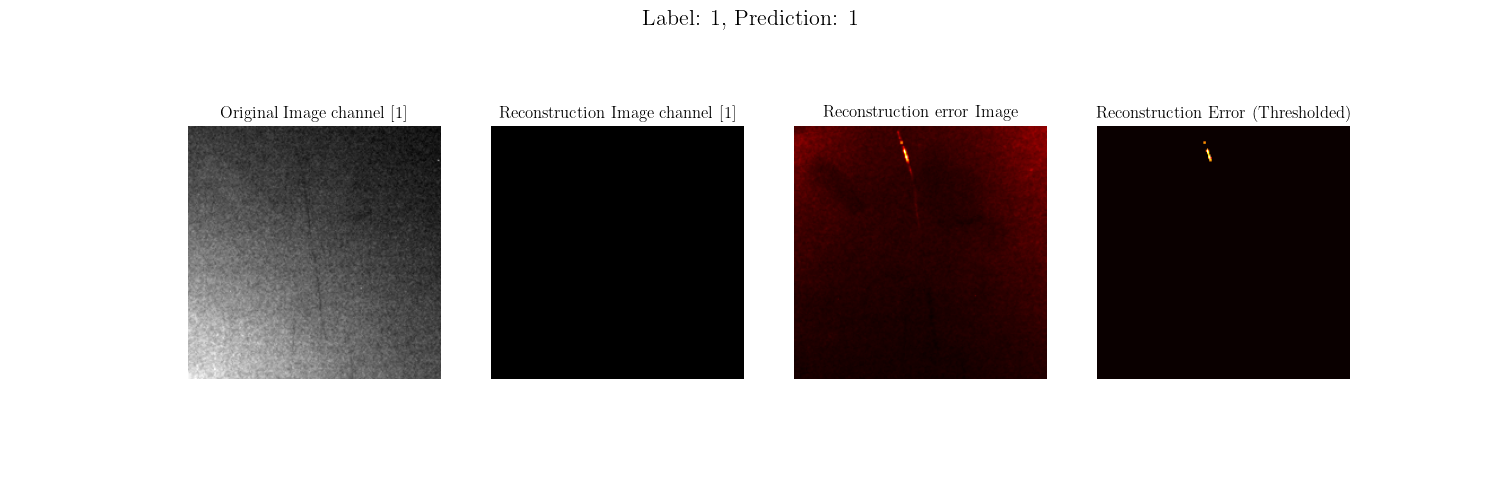 Label: 1, Prediction: 1
Original Image channel [1]
Reconstruction Image channel [1]
Reconstruction error Image
Reconstruction Error (Thresholded)